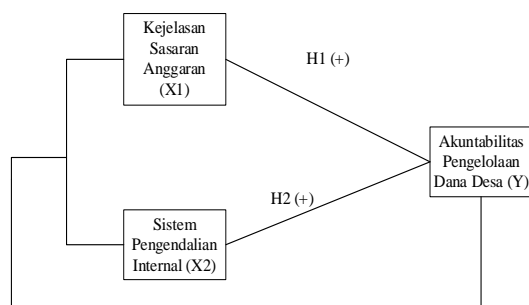 Kejelasan
Sasaran
Anggaran
(X1)
H1 (+)
Akuntabilitas
Pengelolaan
Dana Desa (Y)
H2 (+)
Sistem
Pengendalian
Internal (X2)